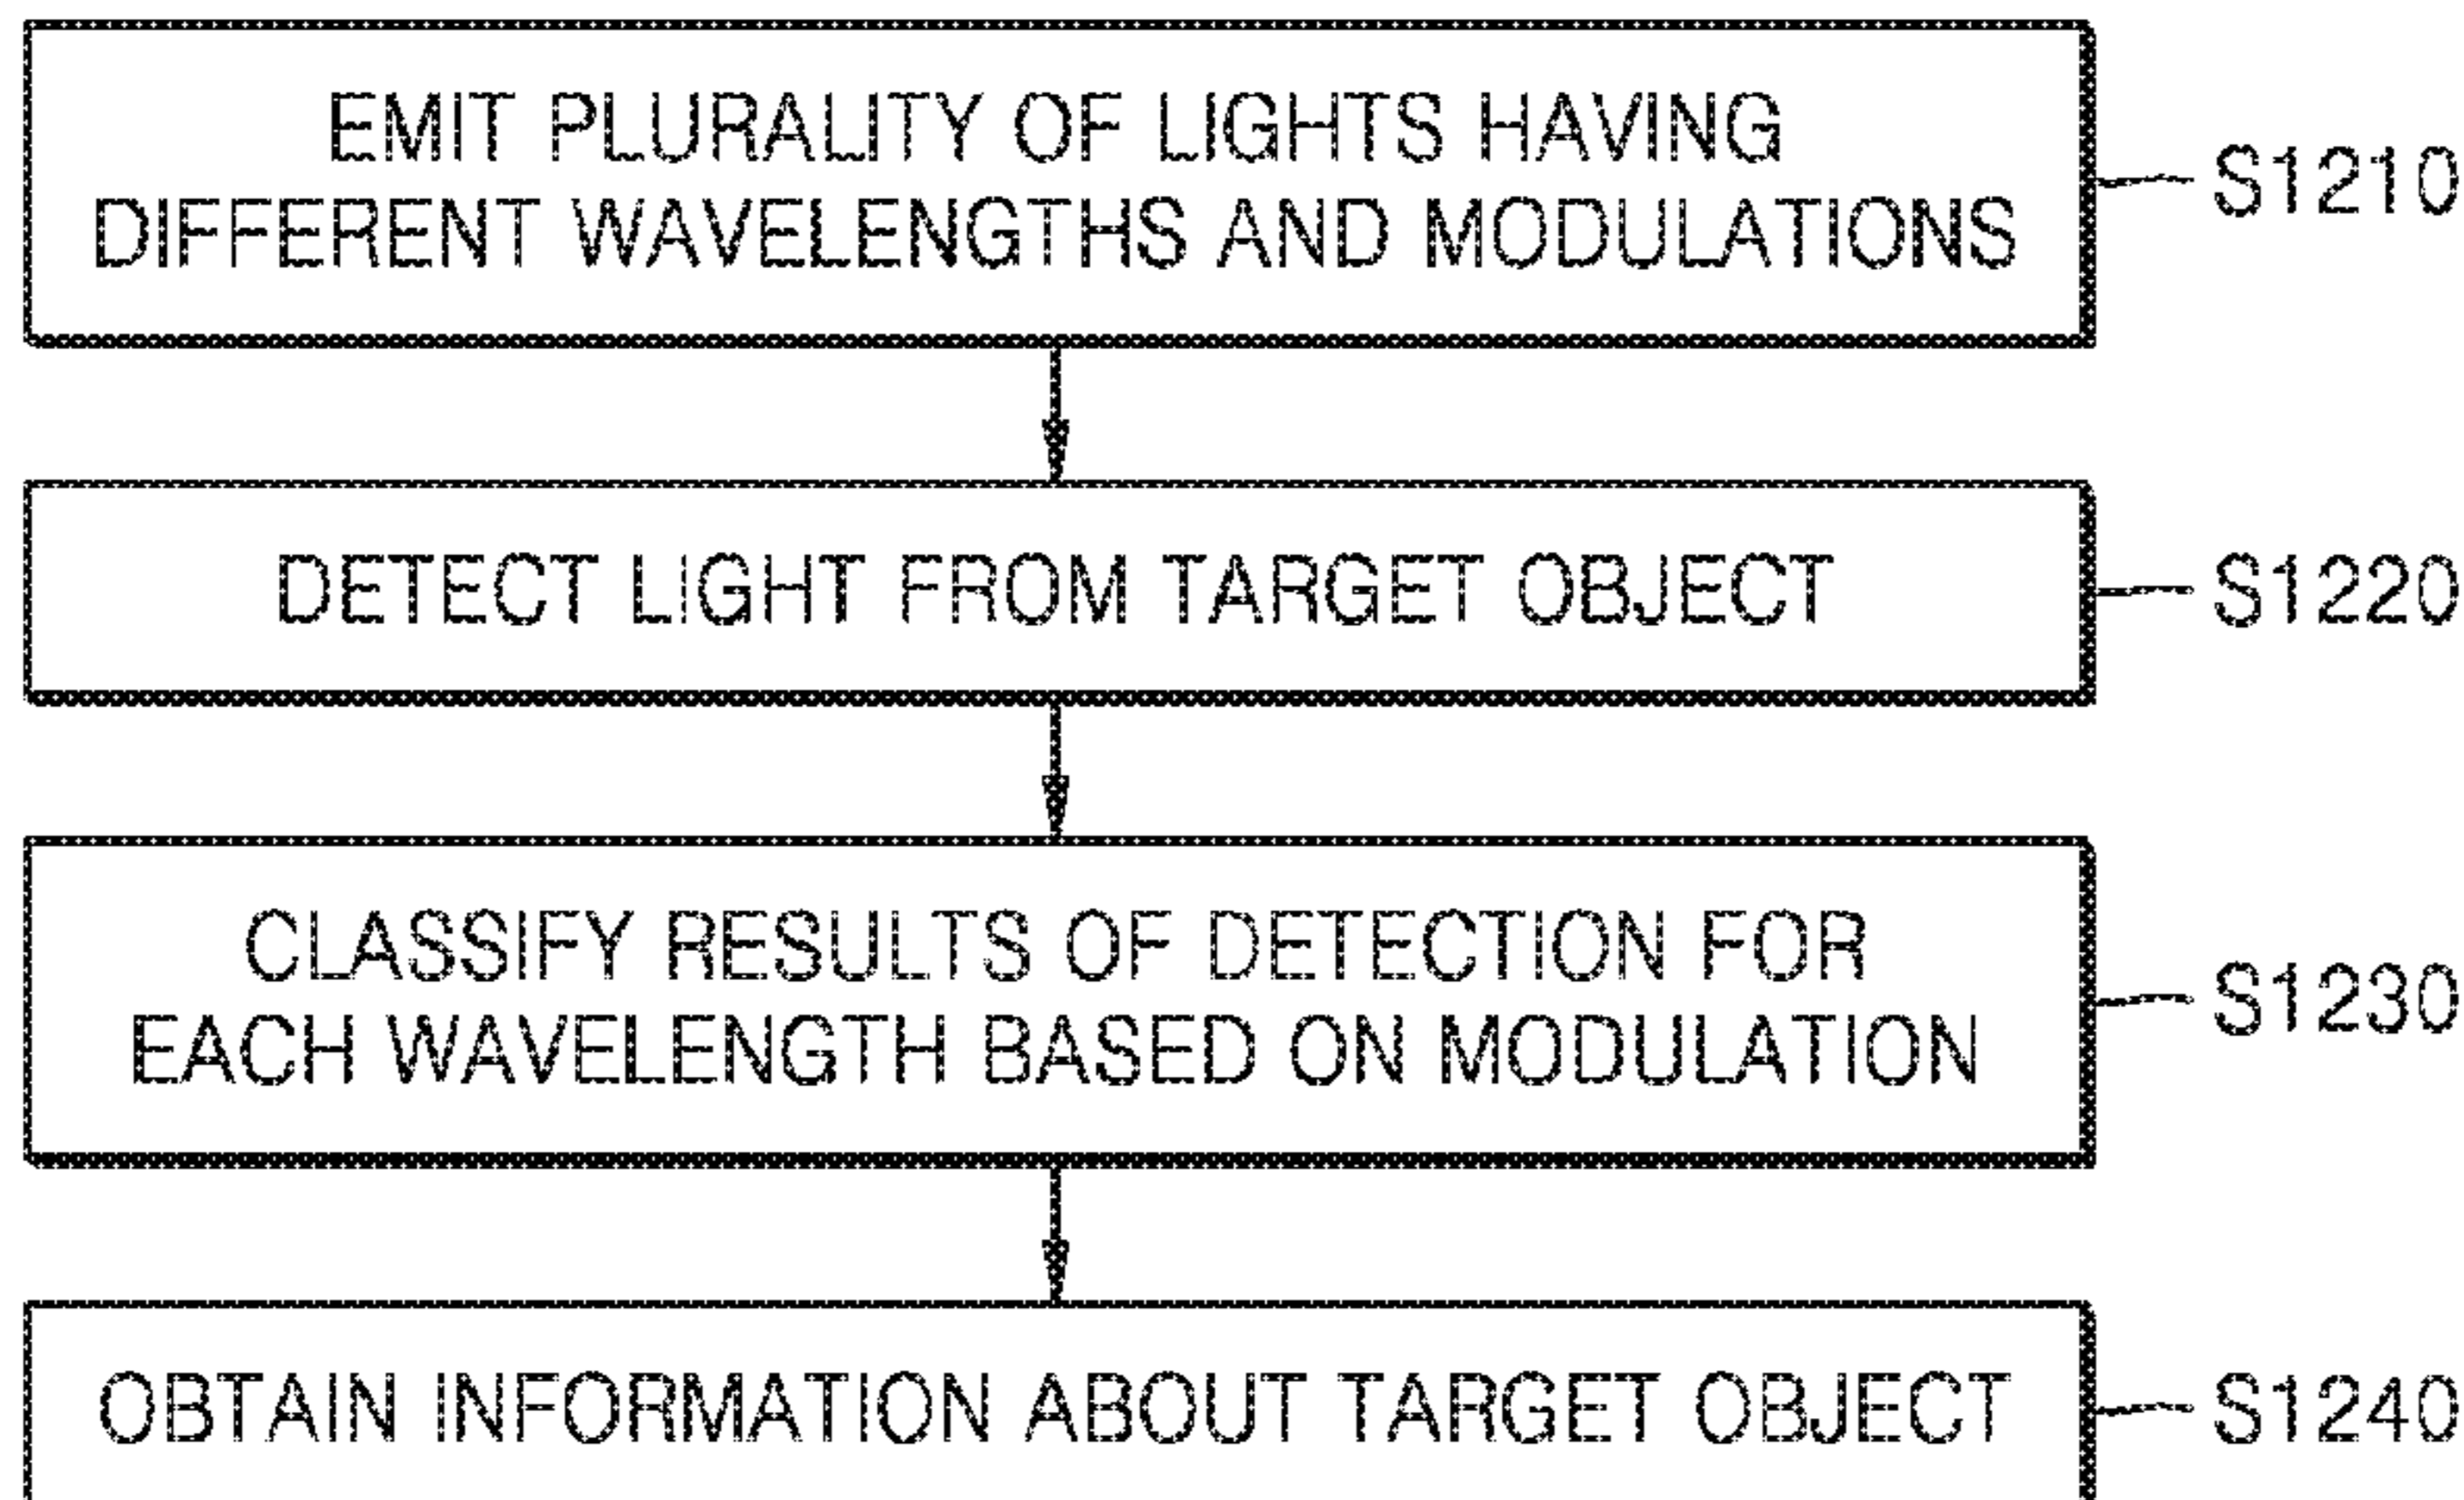 EMIT PLURALITY OF LIGHTS HAVING
DIFFERENT WAVELENGTHS AND MODULATIONS
S1210
DETECT LIGHT FROM TARGET OBJECT
S1220
CLASSIFY RESULTS OF DETECTION FOR
EACH WAVELENGTH BASED ON MODULATION
S1230
OBTAIN INFORMATION ABOUT TARGET OBJECT
S1240